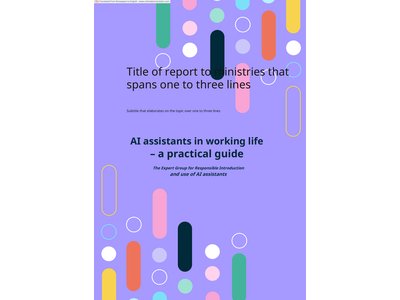 Title of report to ministries that
spans one to three lines
Subtitle that elaborates on the topic over one to three lines
AI assistants in working life
– a practical guide
The Expert Group for Responsible Introduction
and use of AI assistants